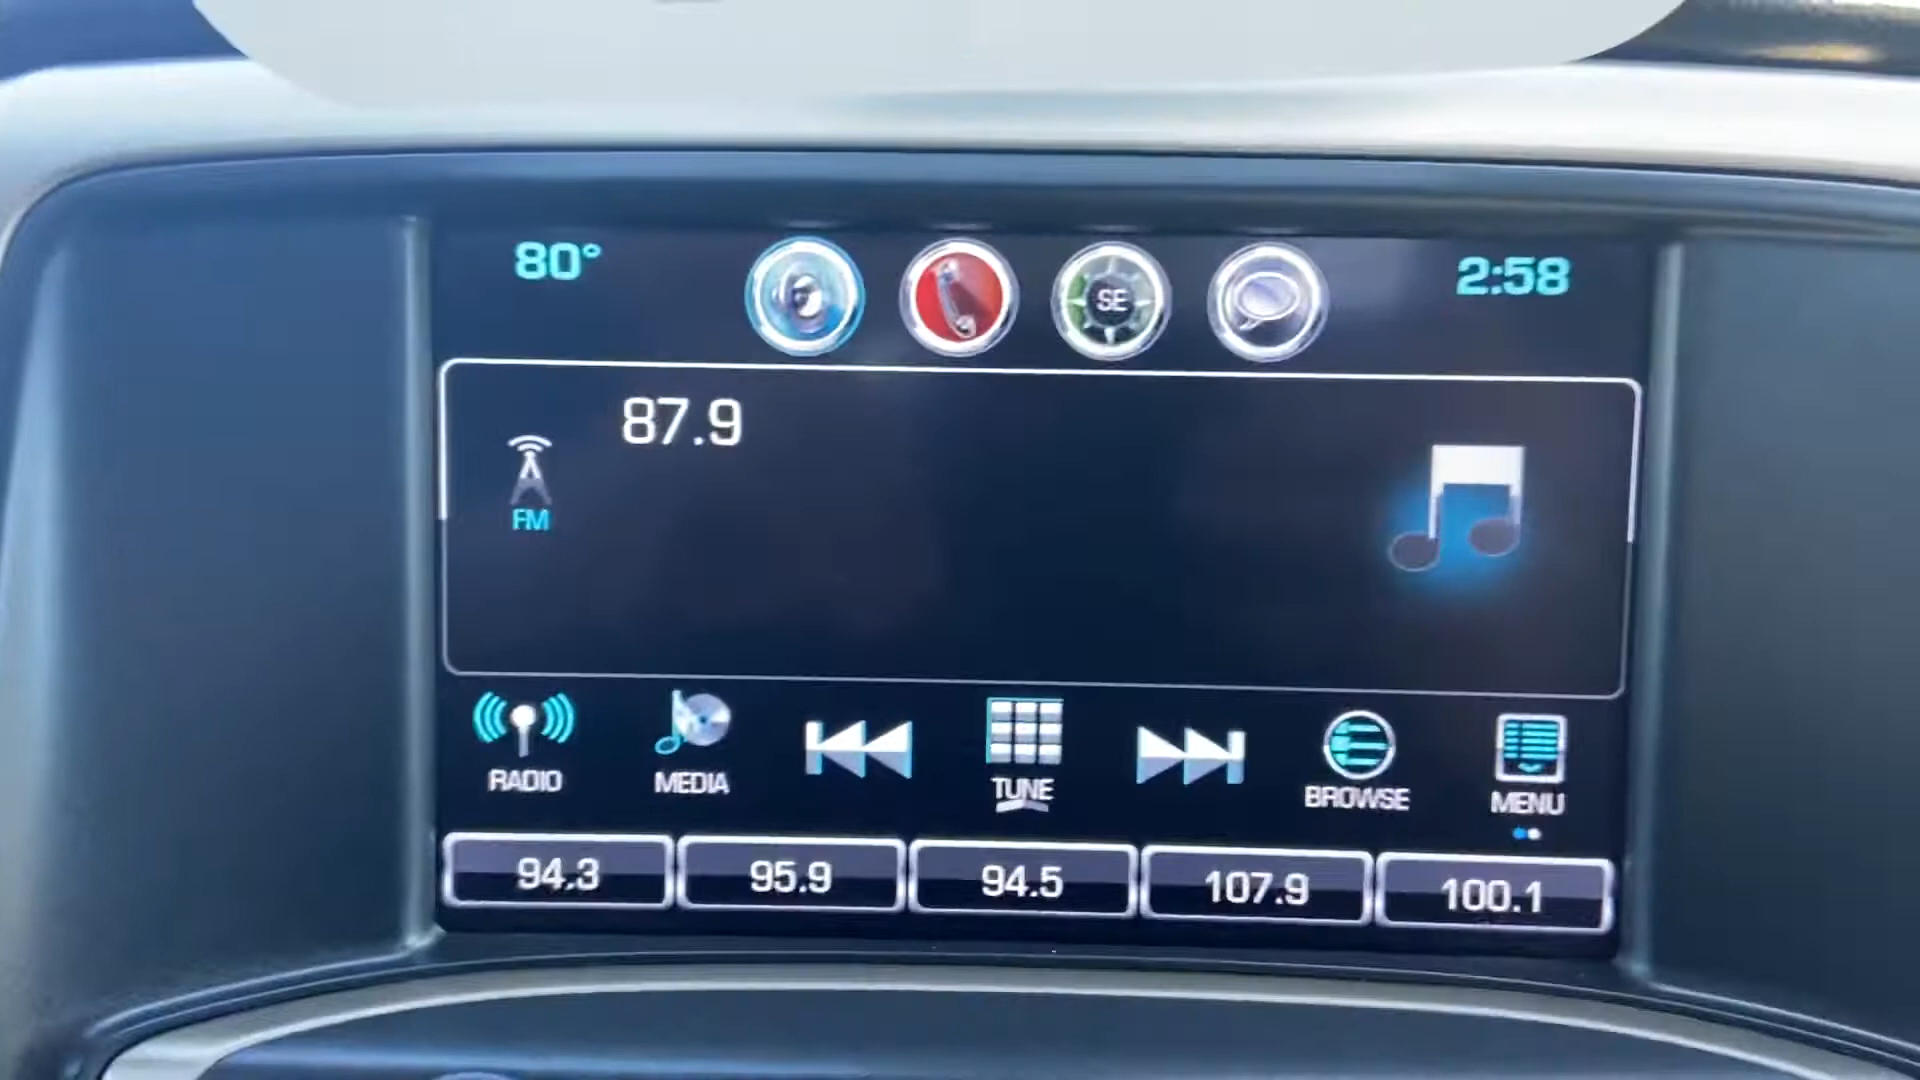 80°
SE
2:58
87.9
FM
RADIO
MEDIA
TUNE
BROWSE
MENU
94.3
95.9
94.5
107.9
100.1